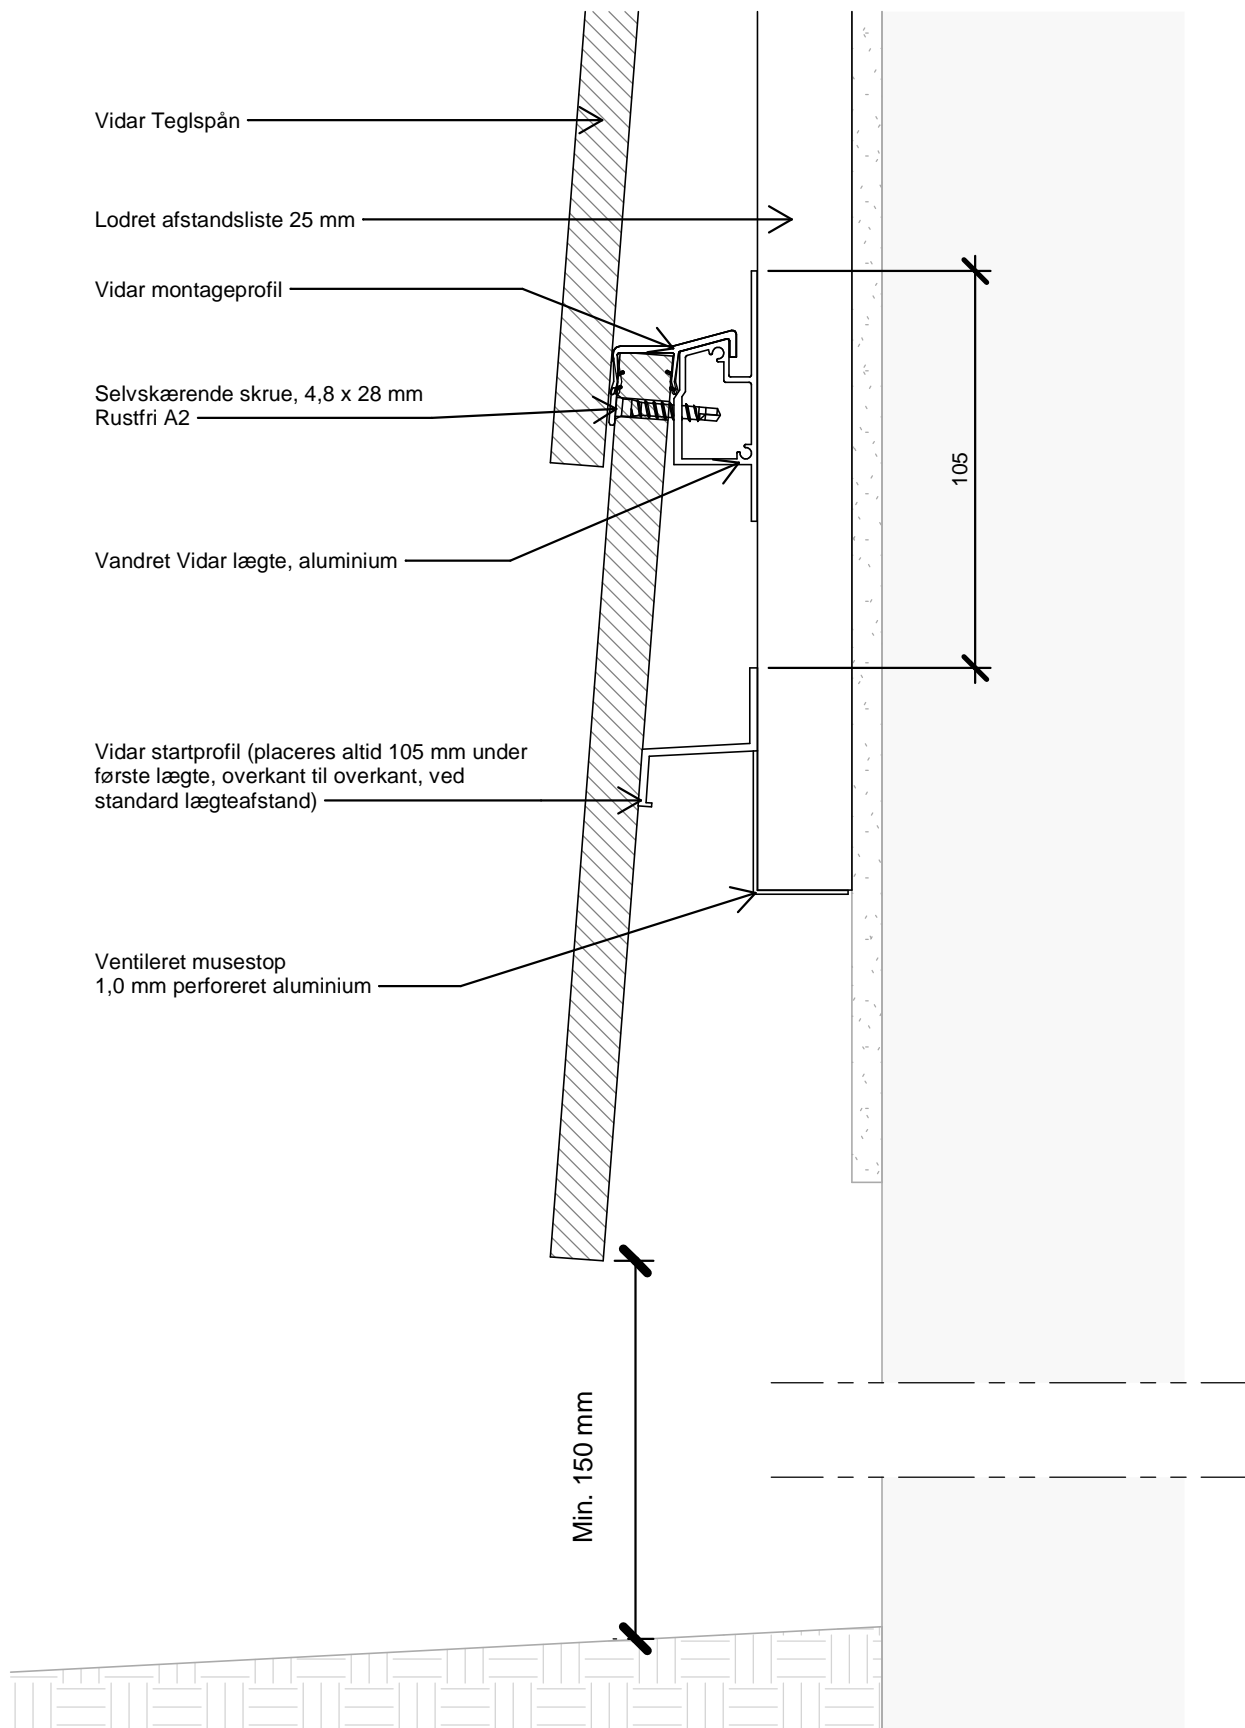 Vidar Teglspån
Lodret afstandsliste 25 mm
Vidar montageprofil
Selvskærende skrue, 4,8 x 28 mm
Rustfri A2
105
Vandret Vidar lægte, aluminium
Vidar startprofil (placeres altid 105 mm under
første lægte, overkant til overkant, ved
standard lægteafstand)
Ventileret musestop
1,0 mm perforeret aluminium
Min. 150 mm